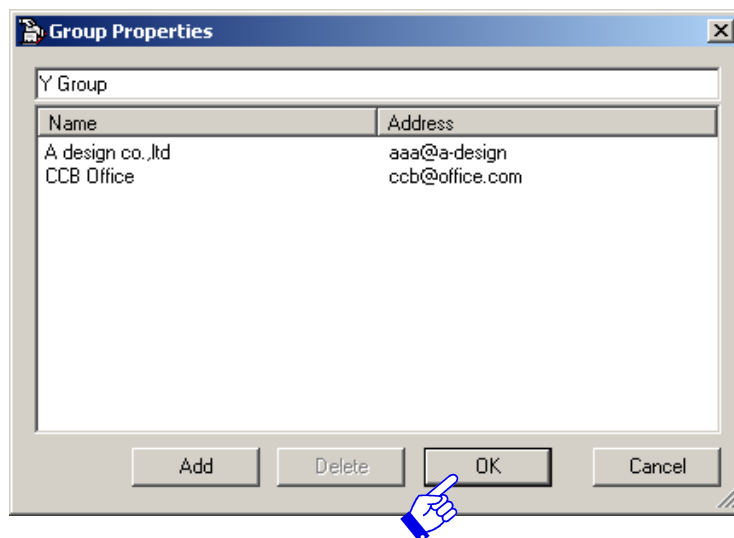 Group Properties
Y Group
Name Address
A design co.,ltd aaa@a-design
CCB Office ccb@office.com
Add Delete OK Cancel